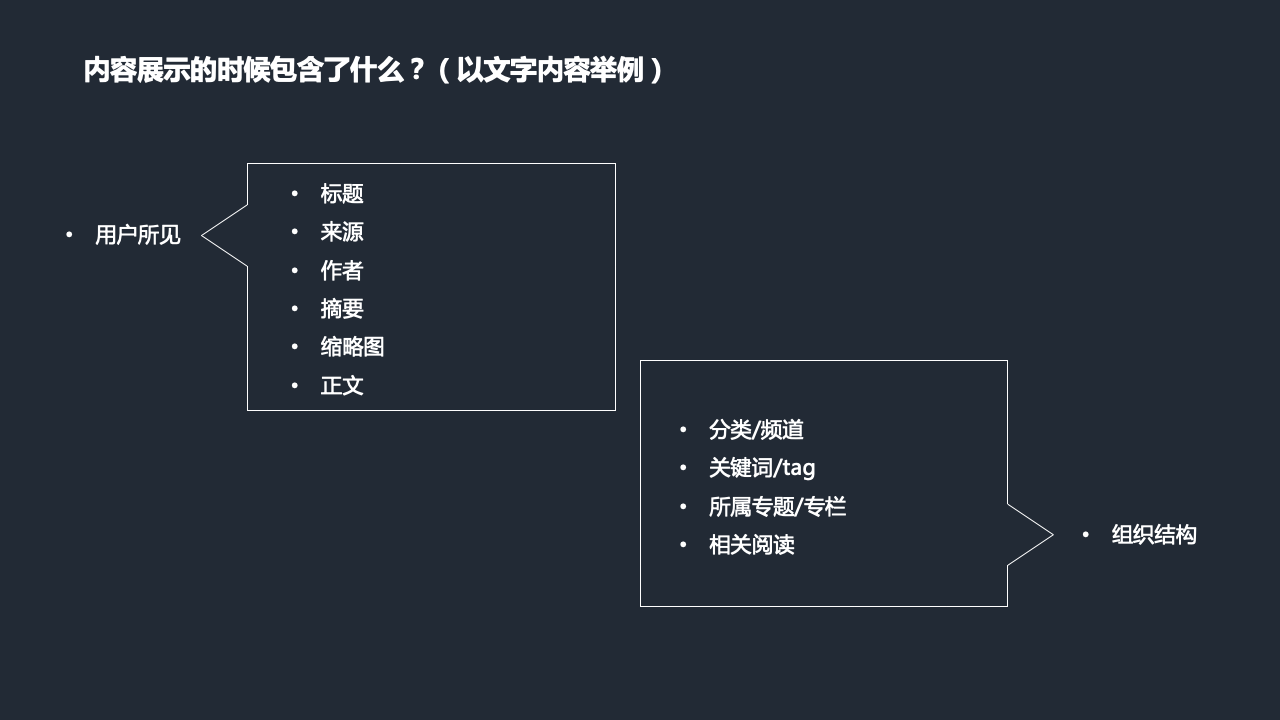 内容展示的时候包含了什么？（以文字内容举例）
• 用户所见
• 标题
• 来源
• 作者
• 摘要
• 缩略图
• 正文
• 分类/频道
• 关键词/tag
• 所属专题/专栏
• 相关阅读
• 组织结构